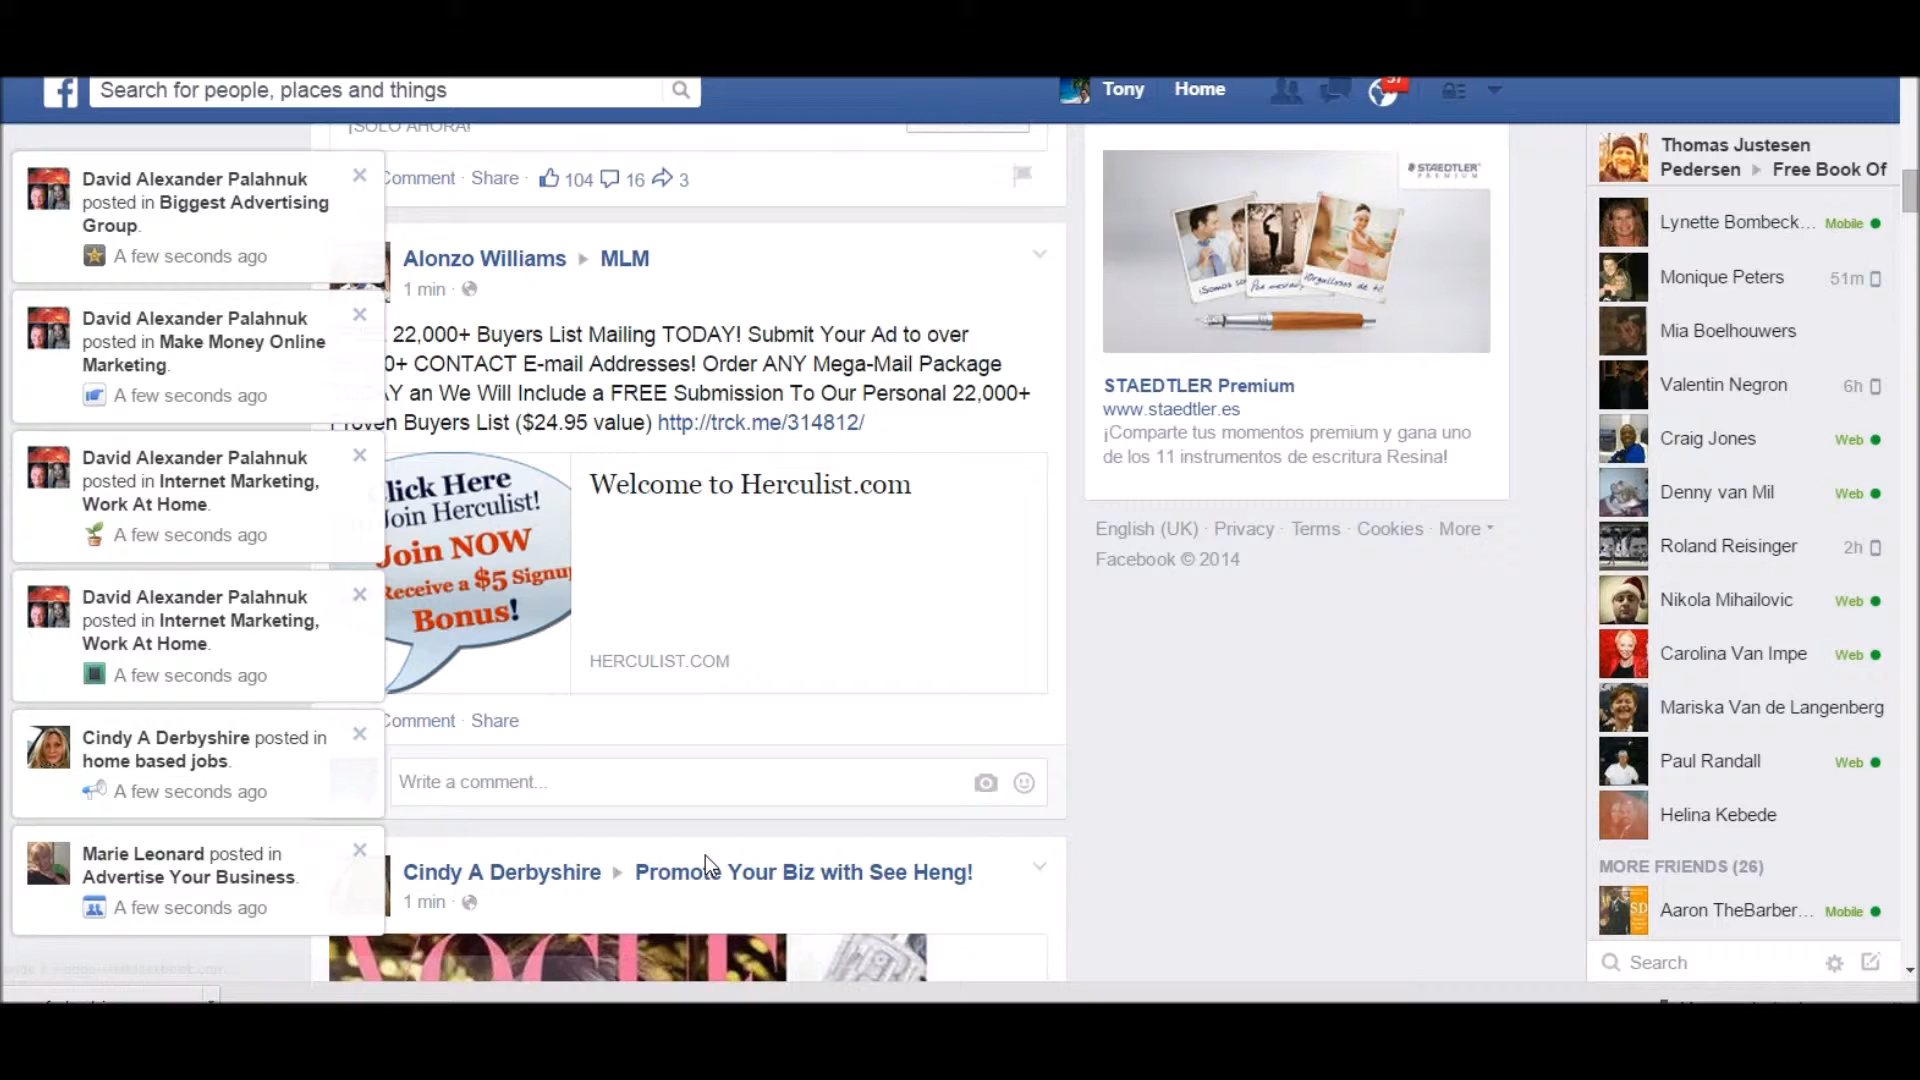 Search for people, places and things
Tony
Home
David Alexander Palahnuk
posted in Biggest Advertising
Group.
A few seconds ago
David Alexander Palahnuk
posted in Make Money Online
Marketing.
A few seconds ago
David Alexander Palahnuk
posted in Internet Marketing,
Work At Home.
A few seconds ago
David Alexander Palahnuk
posted in Internet Marketing,
Work At Home.
A few seconds ago
Cindy A Derbyshire posted in
home based jobs.
A few seconds ago
Marie Leonard posted in
Advertise Your Business.
A few seconds ago
¡SOLO AHORA!
Comment · Share · 104 16 3
Alonzo Williams ▸ MLM
1 min ·
22,000+ Buyers List Mailing TODAY! Submit Your Ad to over
0+ CONTACT E-mail Addresses! Order ANY Mega-Mail Package
AY an We Will Include a FREE Submission To Our Personal 22,000+
Proven Buyers List ($24.95 value) http://trck.me/314812/
Click Here
Join Herculist!
Join NOW
Receive a $5 Signup
Bonus!
Welcome to Herculist.com
HERCULIST.COM
Comment · Share
Write a comment...
Cindy A Derbyshire ▸ Promote Your Biz with See Heng!
1 min ·
VOGUE
STAEDTLER
PREMIUM
STAEDTLER Premium
www.staedtler.es
¡Comparte tus momentos premium y gana uno
de los 11 instrumentos de escritura Resina!
English (UK) · Privacy · Terms · Cookies · More
Facebook © 2014
Thomas Justesen
Pedersen ▸ Free Book Of
Lynette Bombeck... Mobile
Monique Peters 51m
Mia Boelhouwers
Valentin Negron 6h
Craig Jones Web
Denny van Mil Web
Roland Reisinger 2h
Nikola Mihailovic Web
Carolina Van Impe Web
Mariska Van de Langenberg
Paul Randall Web
Helina Kebede
MORE FRIENDS (26)
SD
Aaron TheBarber... Mobile
Search